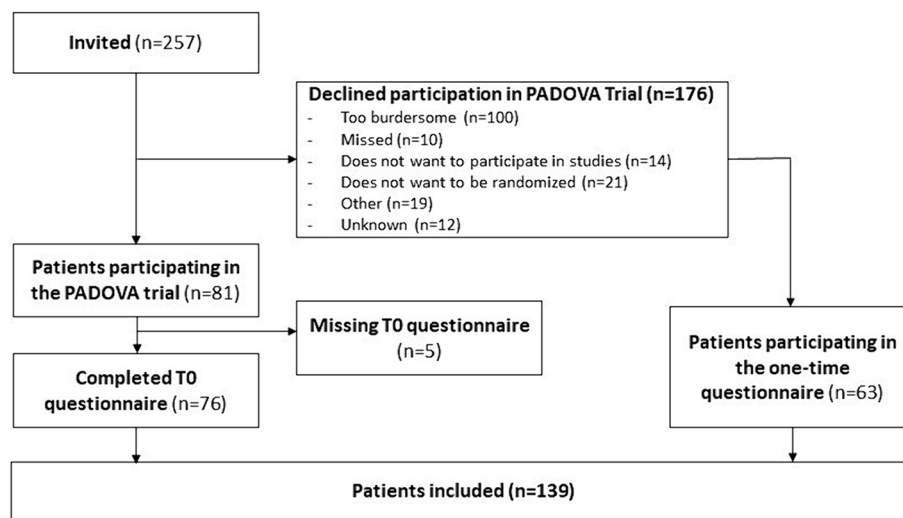 Invited (n=257)
Declined participation in PADOVA Trial (n=176)
- Too burdersome (n=100)
- Missed (n=10)
- Does not want to participate in studies (n=14)
- Does not want to be randomized (n=21)
- Other (n=19)
- Unknown (n=12)
Patients participating in
the PADOVA trial (n=81)
Missing T0 questionnaire
(n=5)
Patients participating in
the one-time
questionnaire (n=63)
Completed T0
questionnaire (n=76)
Patients included (n=139)